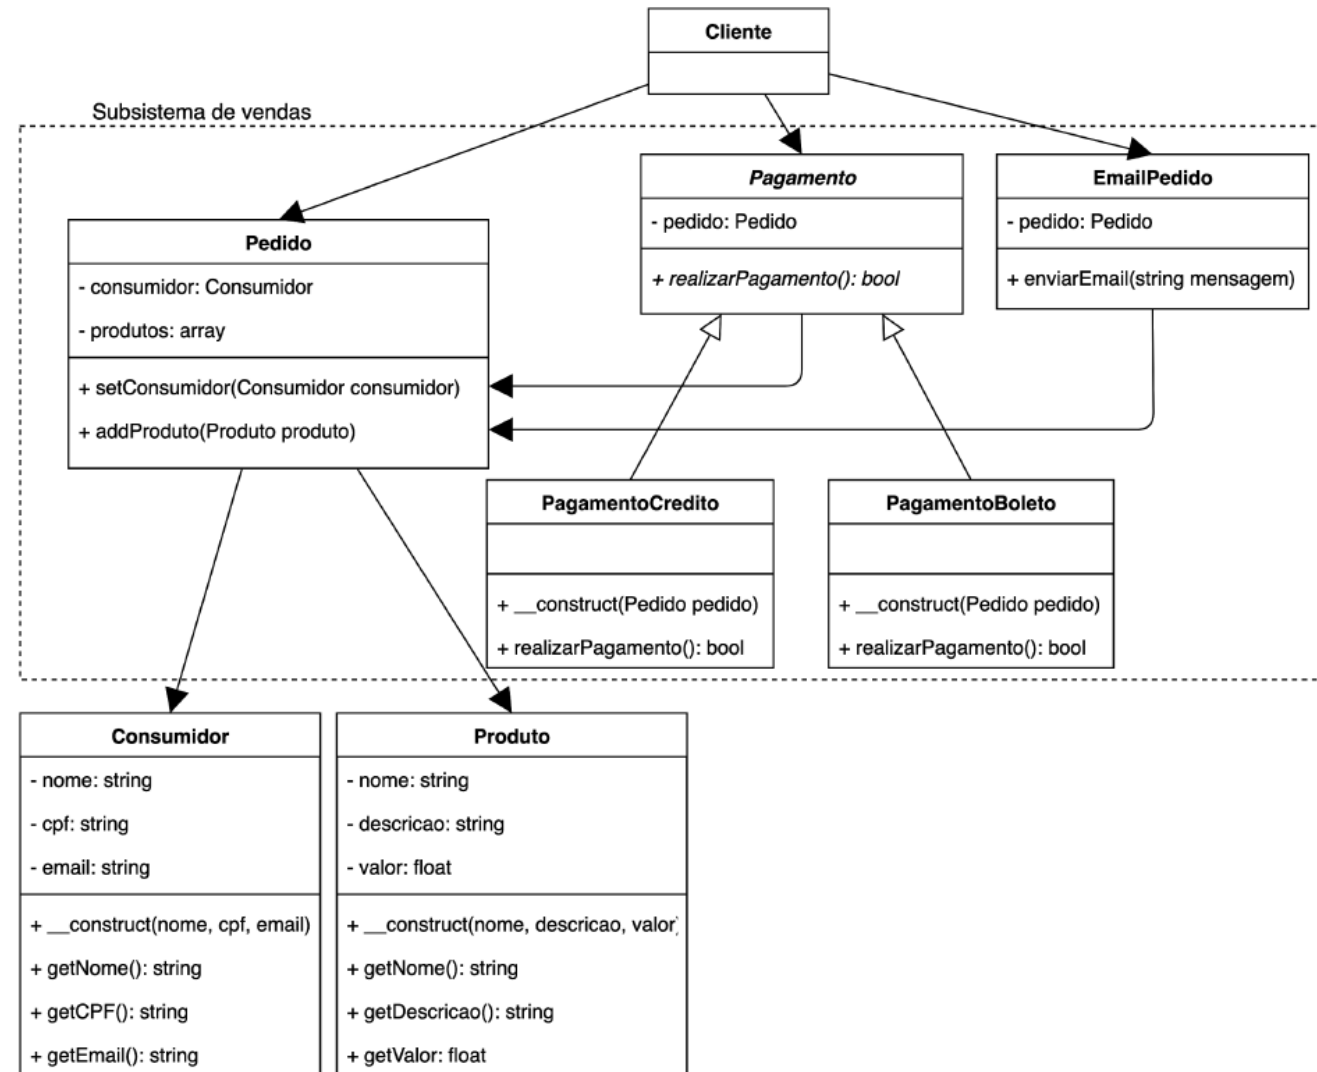 Cliente
Subsistema de vendas
Pagamento
- pedido: Pedido
+ realizarPagamento(): bool
EmailPedido
- pedido: Pedido
+ enviarEmail(string mensagem)
Pedido
- consumidor: Consumidor
- produtos: array
+ setConsumidor(Consumidor consumidor)
+ addProduto(Produto produto)
PagamentoCredito
+ __construct(Pedido pedido)
+ realizarPagamento(): bool
PagamentoBoleto
+ __construct(Pedido pedido)
+ realizarPagamento(): bool
Consumidor
- nome: string
- cpf: string
- email: string
+ __construct(nome, cpf, email)
+ getNome(): string
+ getCPF(): string
+ getEmail(): string
Produto
- nome: string
- descricao: string
- valor: float
+ __construct(nome, descricao, valor)
+ getNome(): string
+ getDescricao(): string
+ getValor: float